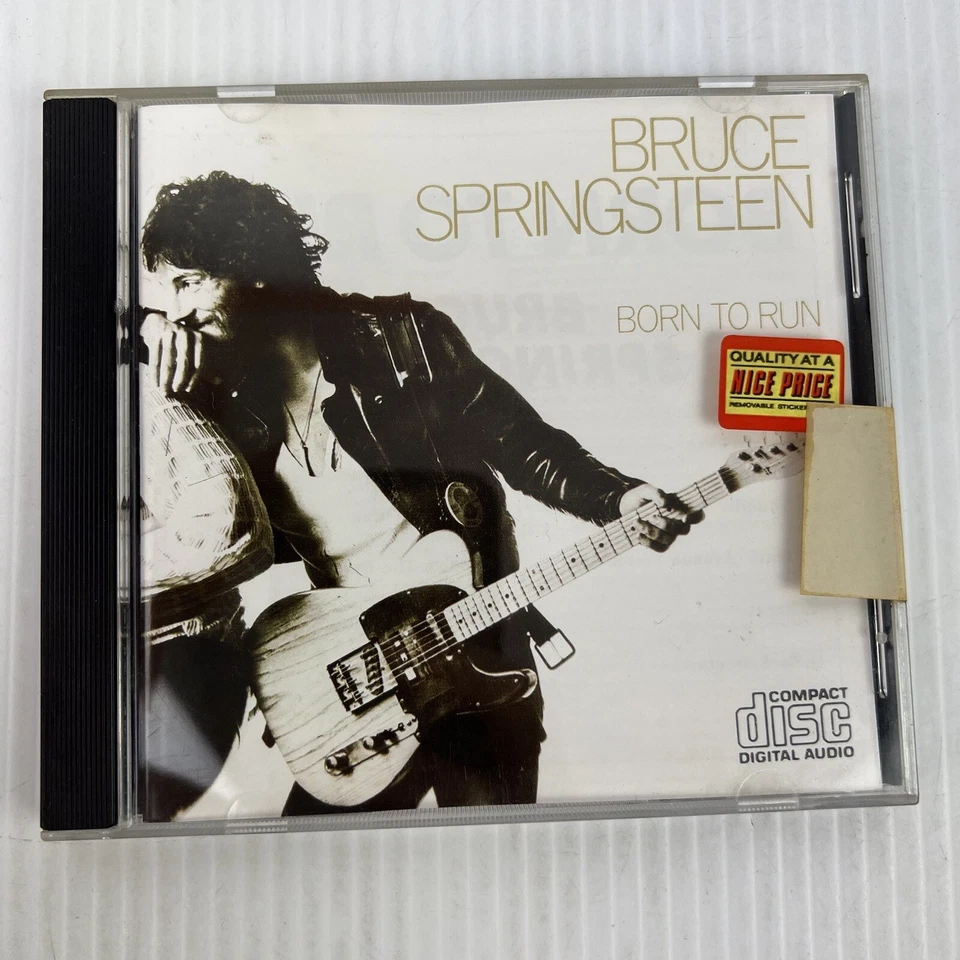 BRUCE
SPRINGSTEEN
BORN TO RUN
QUALITY AT A
NICE PRICE
REMOVABLE STICKER
COMPACT
disc
DIGITAL AUDIO